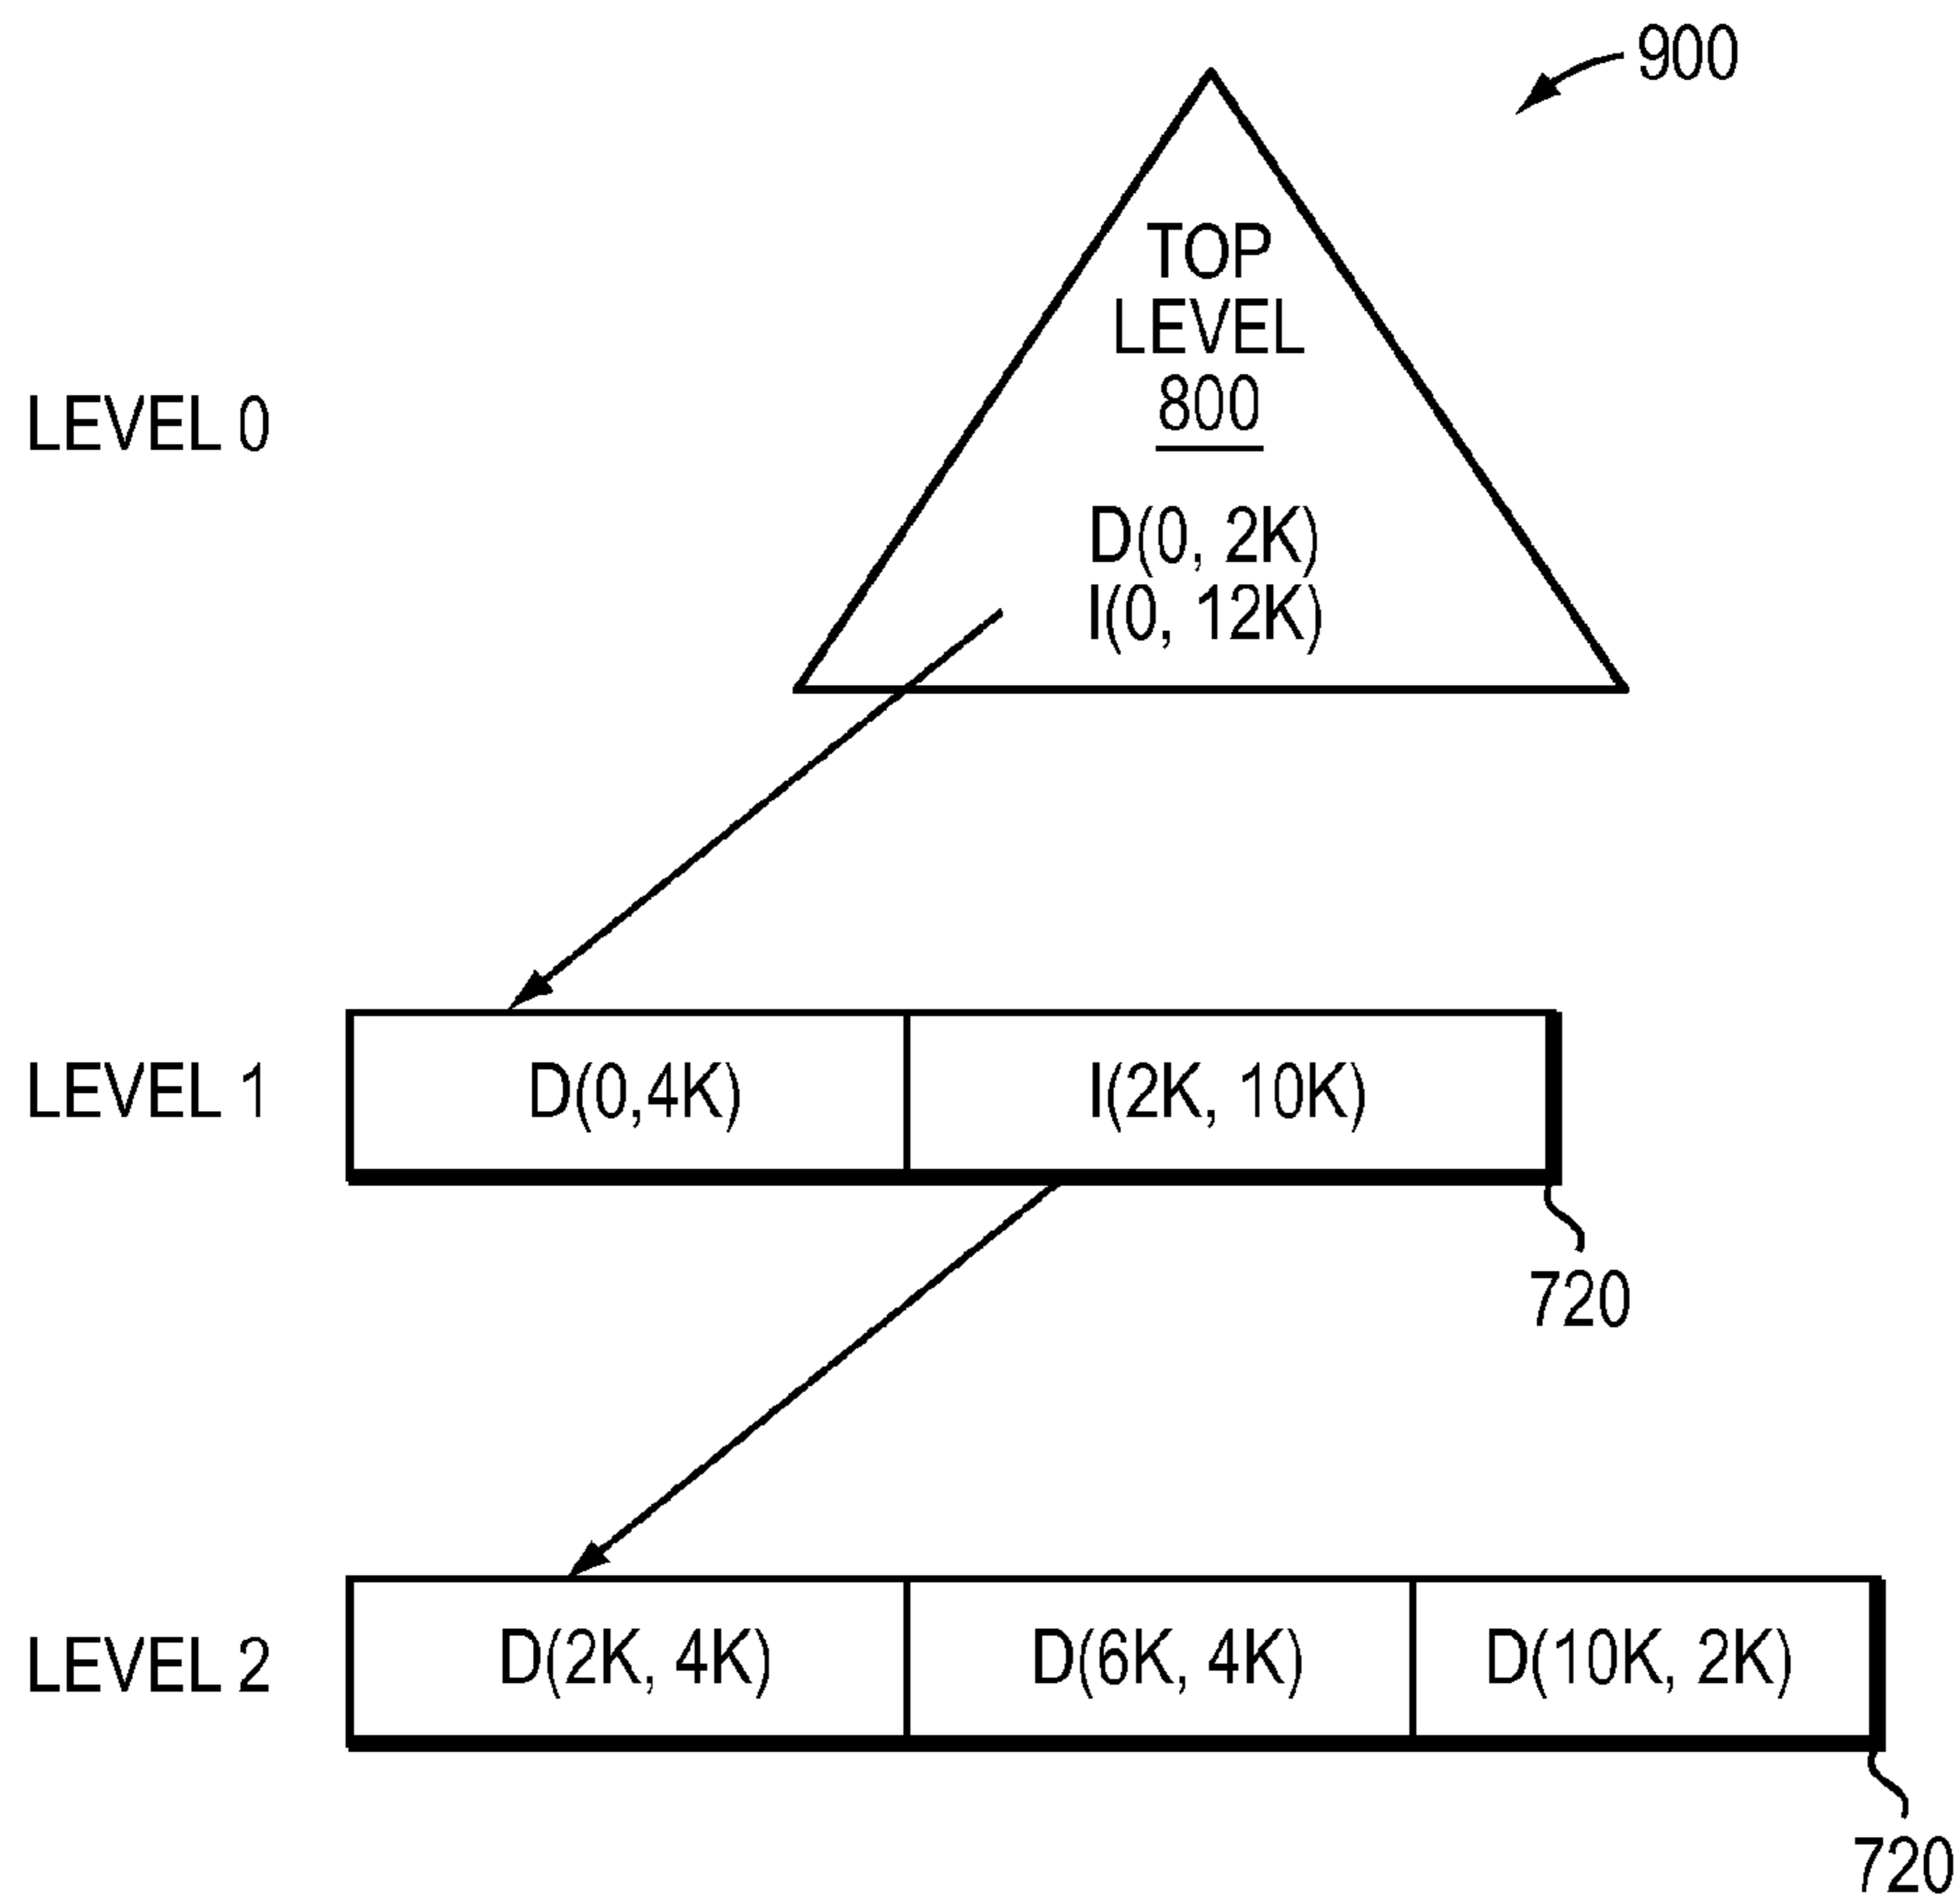 900
TOP
LEVEL
800
LEVEL 0
D(0, 2K)
I(0, 12K)
LEVEL 1
D(0,4K)
I(2K, 10K)
720
LEVEL 2
D(2K, 4K)
D(6K, 4K)
D(10K, 2K)
720